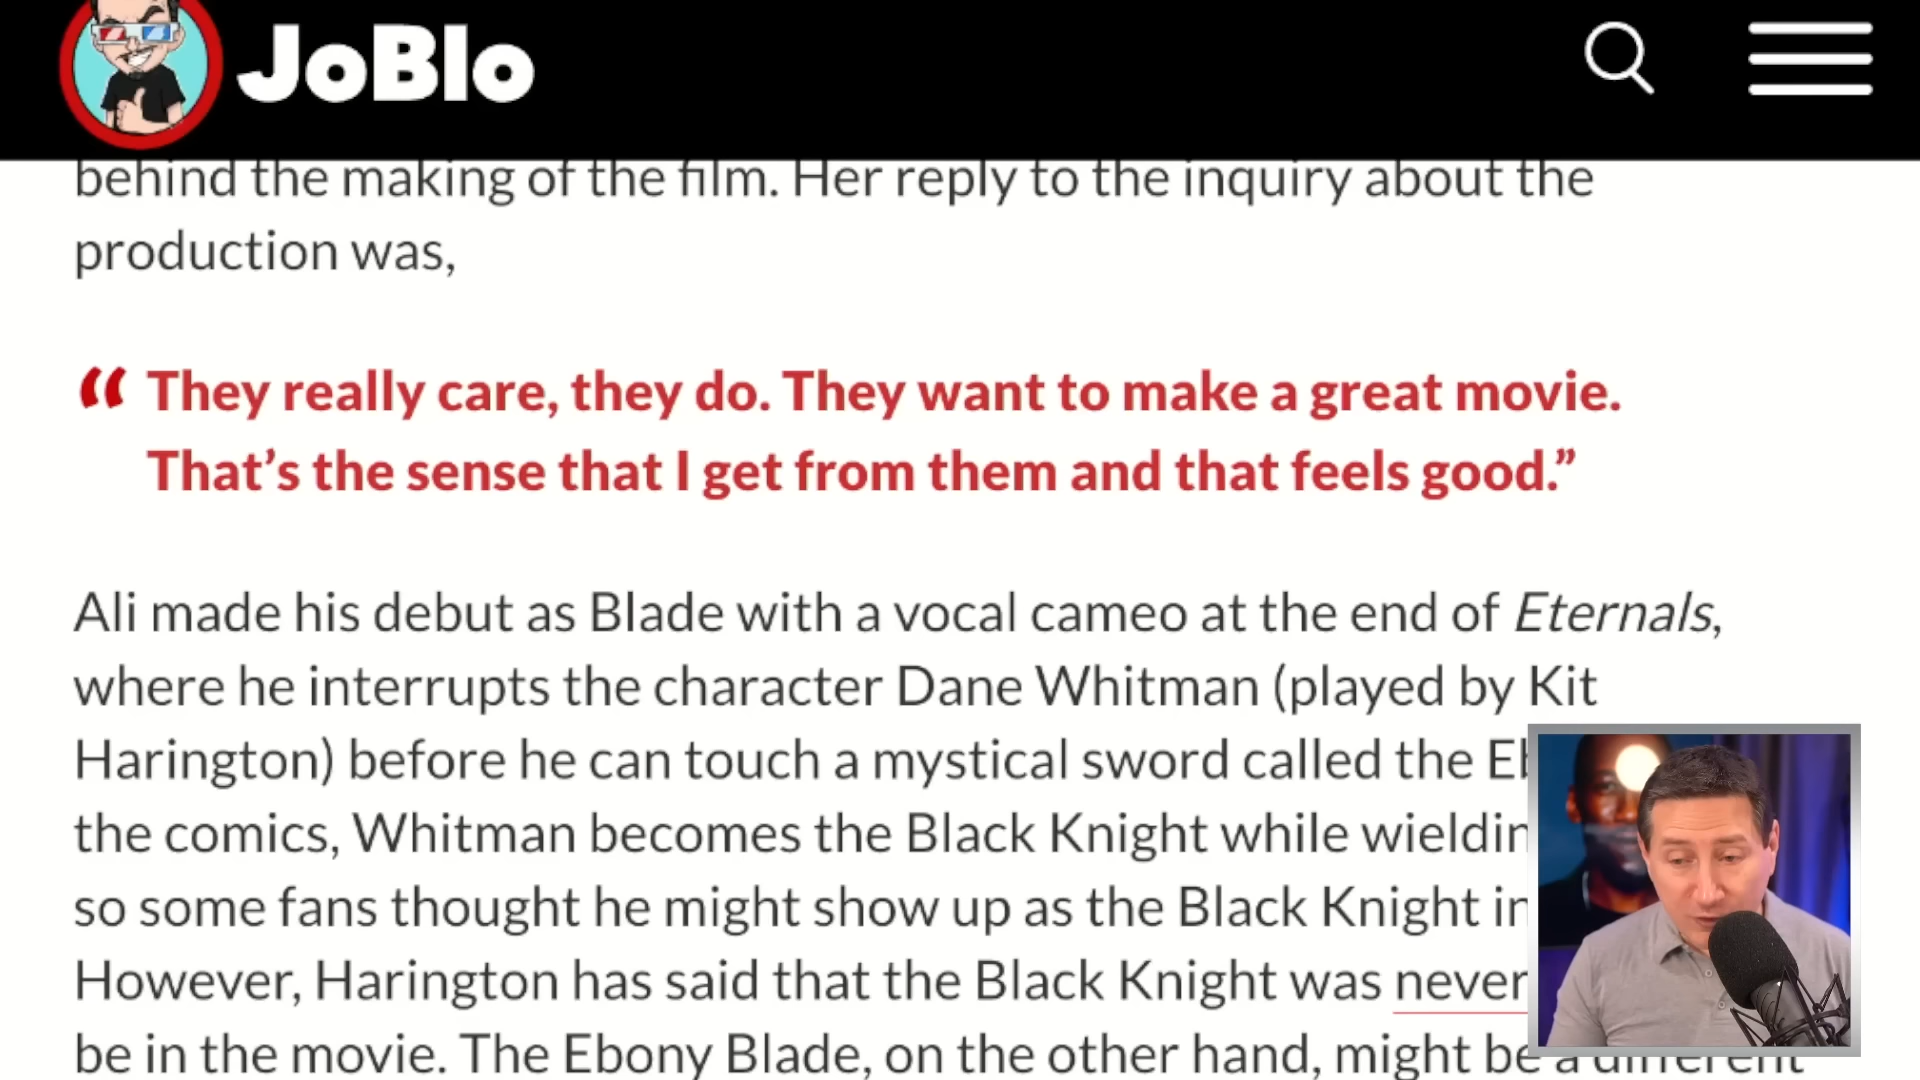 JoBlo
behind the making of the film. Her reply to the inquiry about the
production was,
“ They really care, they do. They want to make a great movie.
That’s the sense that I get from them and that feels good.”
Ali made his debut as Blade with a vocal cameo at the end of Eternals,
where he interrupts the character Dane Whitman (played by Kit
Harington) before he can touch a mystical sword called the
the comics, Whitman becomes the Black Knight while
so some fans thought he might show up as the Black Knight
However, Harington has said that the Black Knight was never
be in the movie. The Ebony Blade, on the other hand, might be a different